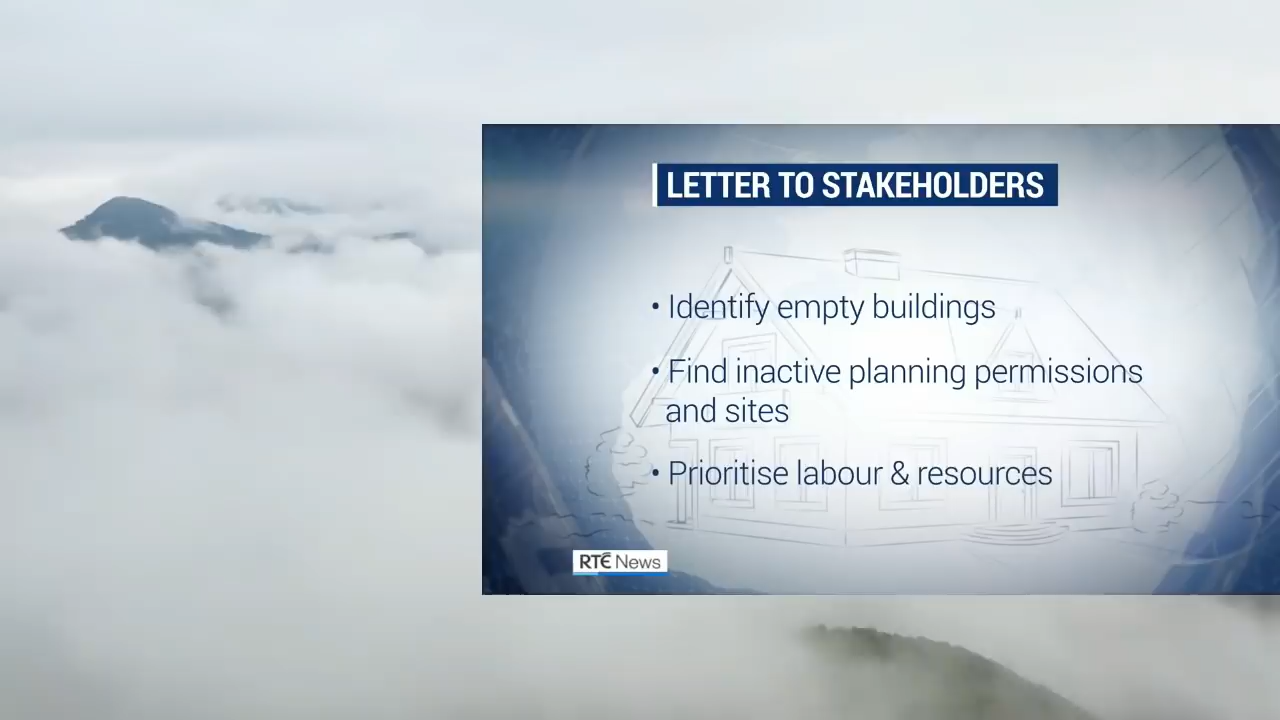 LETTER TO STAKEHOLDERS
• Identify empty buildings
• Find inactive planning permissions
and sites
• Prioritise labour & resources
RTÉ News